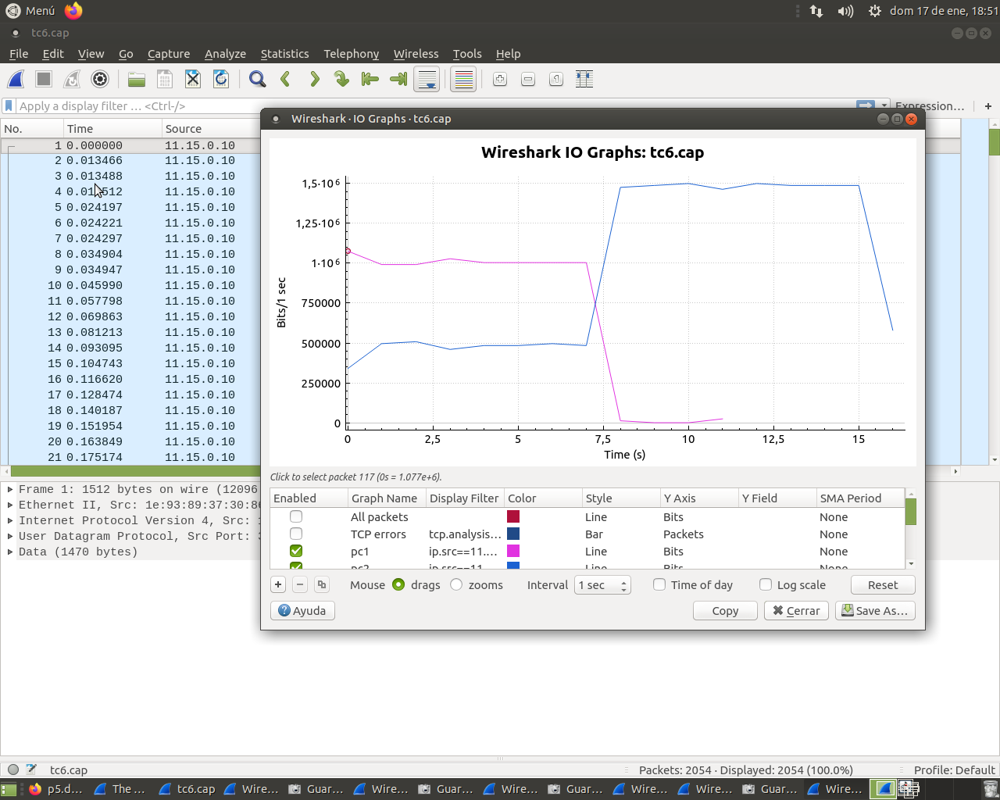 Menú
dom 17 de ene, 18:51
tc6.cap
File Edit View Go Capture Analyze Statistics Telephony Wireless Tools Help
Apply a display filter … <Ctrl-/>
Expression…
+
No. Time Source
1 0.000000 11.15.0.10
2 0.013466 11.15.0.10
3 0.013488 11.15.0.10
4 11.15.0.10
5 0.024197 11.15.0.10
6 0.024221 11.15.0.10
7 0.024297 11.15.0.10
8 0.034904 11.15.0.10
9 0.034947 11.15.0.10
10 0.045990 11.15.0.10
11 0.057798 11.15.0.10
12 0.069863 11.15.0.10
13 0.081213 11.15.0.10
14 0.093095 11.15.0.10
15 0.104743 11.15.0.10
16 0.116620 11.15.0.10
17 0.128474 11.15.0.10
18 0.140187 11.15.0.10
19 0.151954 11.15.0.10
20 0.163849 11.15.0.10
21 0.175174 11.15.0.10
Frame 1: 1512 bytes on wire (12096
Ethernet II, Src: 1e:93:89:37:30:8
Internet Protocol Version 4, Src:
User Datagram Protocol, Src Port:
Data (1470 bytes)
Wireshark · IO Graphs · tc6.cap
Wireshark IO Graphs: tc6.cap
1,5·10⁶
1,25·10⁶
1·10⁶
750000
500000
250000
0
Bits/1 sec
0 2,5 5 7,5 10 12,5 15
Time (s)
Click to select packet 117 (0s = 1.077e+6).
Enabled Graph Name Display Filter Color Style Y Axis Y Field SMA Period
All packets Line Bits None
TCP errors tcp.analysis… Bar Packets None
pc1 ip.src==11.… Line Bits None
pc2 ip.src==11. Line Bits None
Mouse drags zooms Interval 1 sec Time of day Log scale Reset
Ayuda Copy Cerrar Save As…
tc6.cap
Packets: 2054 · Displayed: 2054 (100.0%)
Profile: Default
p5.d… The … tc6.cap Wire… Guar… Wire… Guar… Wire… Guar… Wire… Wire… Guar… Wire…